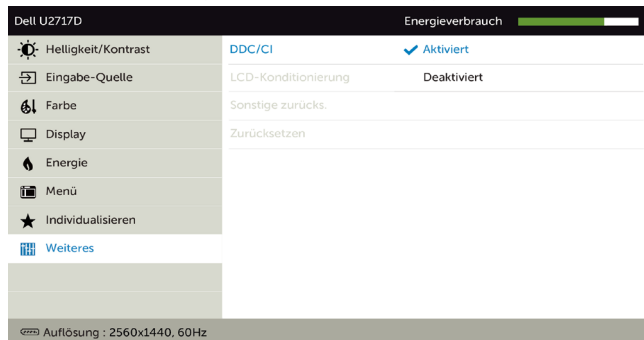 Dell U2717D Energieverbrauch
Helligkeit/Kontrast DDC/CI Aktiviert
Eingabe-Quelle LCD-Konditionierung Deaktiviert
Farbe Sonstige zurücks.
Display Zurücksetzen
Energie
Menü
Individualisieren
Weiteres
Auflösung : 2560x1440, 60Hz